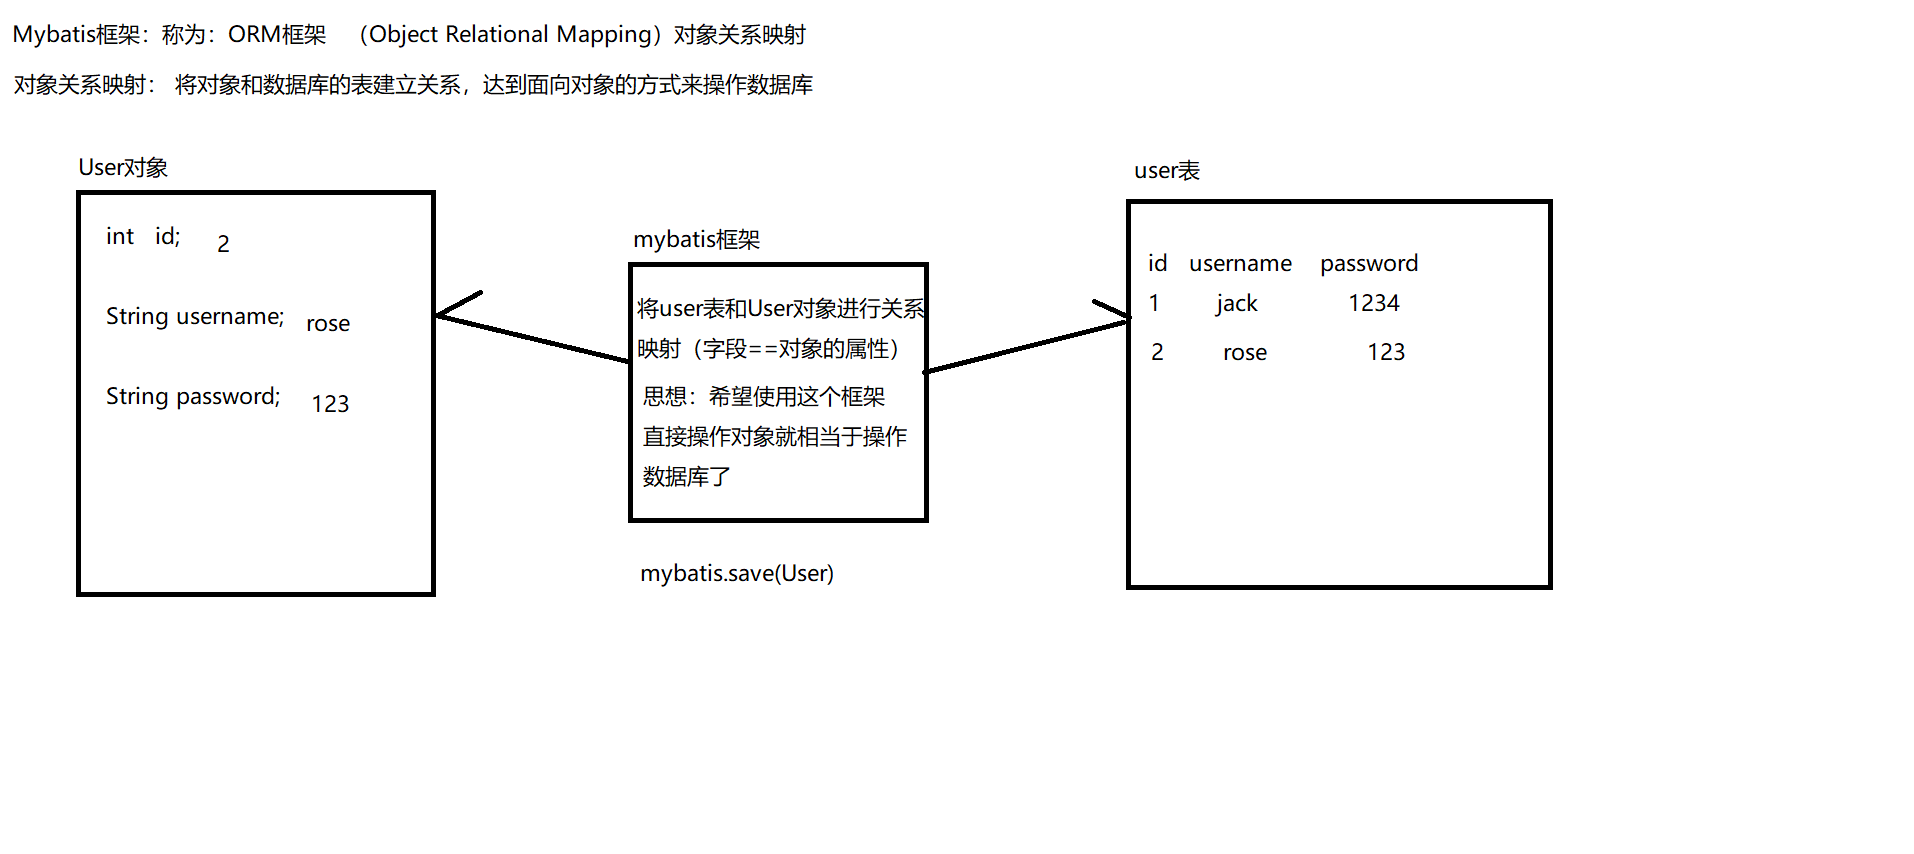 Mybatis框架：称为：ORM框架 （Object Relational Mapping）对象关系映射
对象关系映射： 将对象和数据库的表建立关系，达到面向对象的方式来操作数据库
User对象
int id; 2
String username; rose
String password; 123
mybatis框架
将user表和User对象进行关系
映射（字段==对象的属性）
思想：希望使用这个框架
直接操作对象就相当于操作
数据库了
mybatis.save(User)
user表
id username password
1 jack 1234
2 rose 123